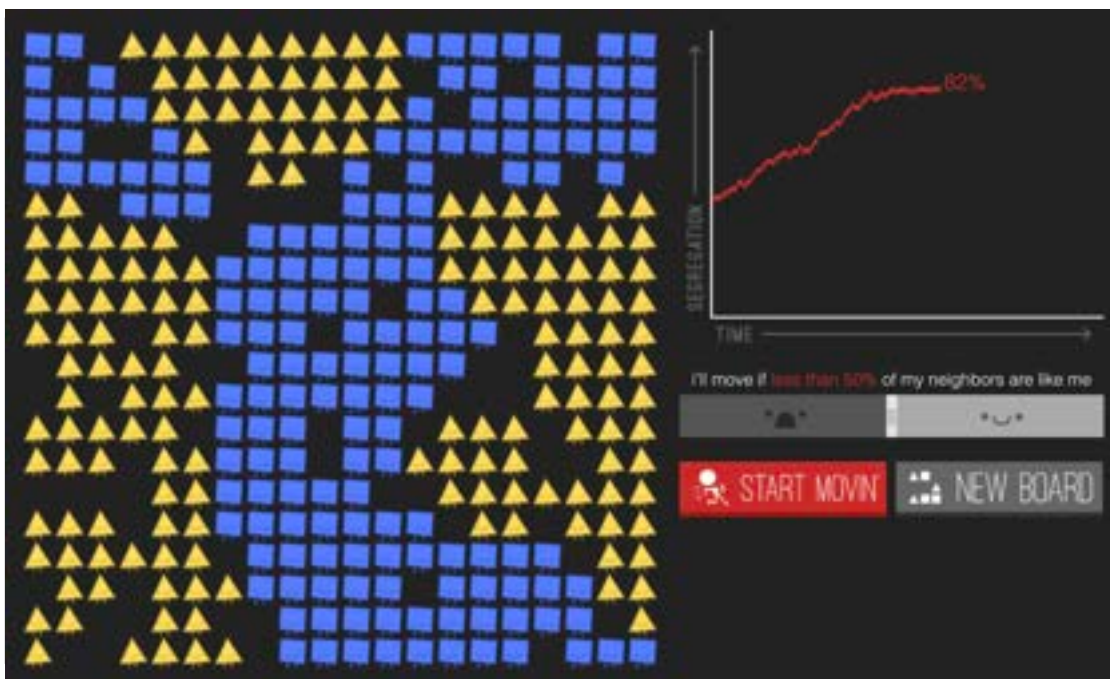 82%
SEGREGATION
TIME
I'll move if less than 50% of my neighbors are like me
START MOVIN'
NEW BOARD